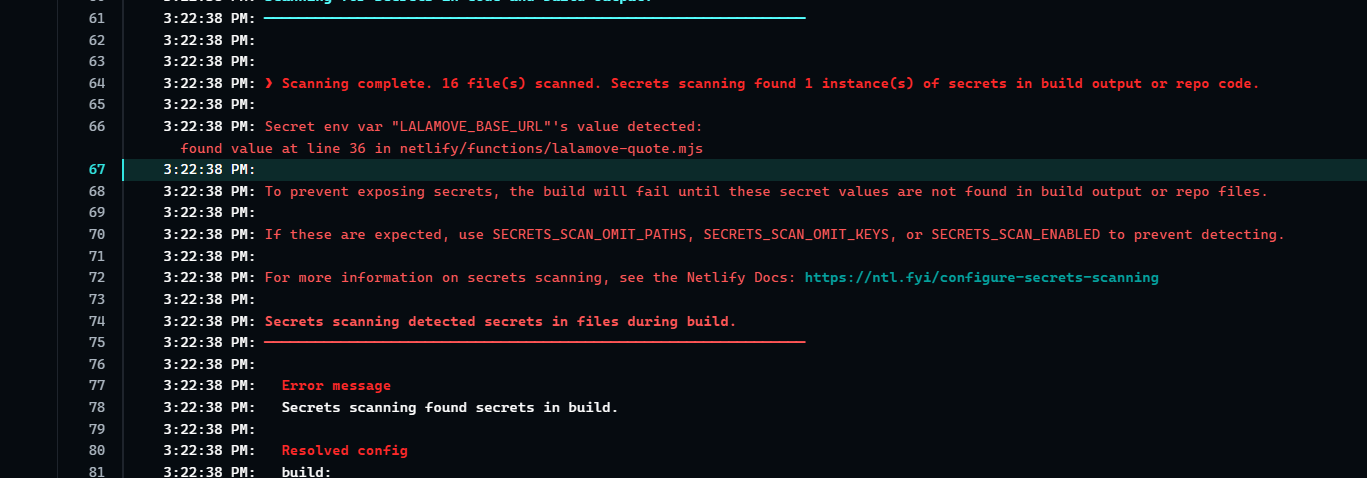 61 3:22:38 PM: ────────────────────────────────────────────────────────────────
62 3:22:38 PM:
63 3:22:38 PM:
64 3:22:38 PM: ❯ Scanning complete. 16 file(s) scanned. Secrets scanning found 1 instance(s) of secrets in build output or repo code.
65 3:22:38 PM:
66 3:22:38 PM: Secret env var "LALAMOVE_BASE_URL"'s value detected:
found value at line 36 in netlify/functions/lalamove-quote.mjs
67 3:22:38 PM:
68 3:22:38 PM: To prevent exposing secrets, the build will fail until these secret values are not found in build output or repo files.
69 3:22:38 PM:
70 3:22:38 PM: If these are expected, use SECRETS_SCAN_OMIT_PATHS, SECRETS_SCAN_OMIT_KEYS, or SECRETS_SCAN_ENABLED to prevent detecting.
71 3:22:38 PM:
72 3:22:38 PM: For more information on secrets scanning, see the Netlify Docs: https://ntl.fyi/configure-secrets-scanning
73 3:22:38 PM:
74 3:22:38 PM: Secrets scanning detected secrets in files during build.
75 3:22:38 PM: ────────────────────────────────────────────────────────────────
76 3:22:38 PM:
77 3:22:38 PM: Error message
78 3:22:38 PM: Secrets scanning found secrets in build.
79 3:22:38 PM:
80 3:22:38 PM: Resolved config
81 3:22:38 PM: build: